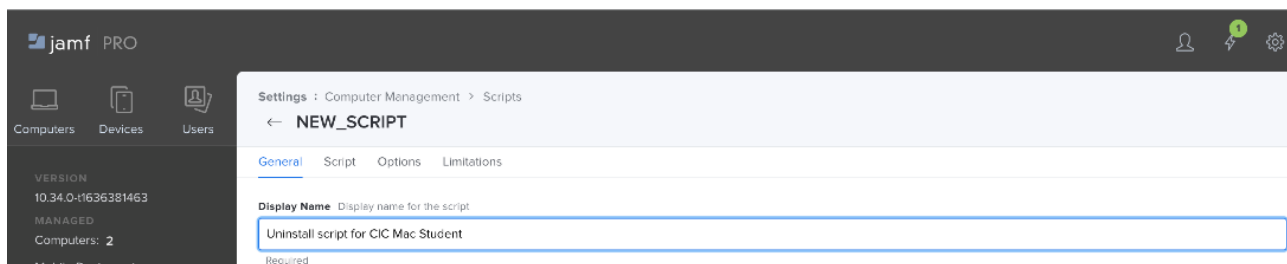 jamf PRO
1
Computers Devices Users
Settings : Computer Management > Scripts
← NEW_SCRIPT
General Script Options Limitations
VERSION
10.34.0-t1636381463
MANAGED
Computers: 2
Display Name Display name for the script
Uninstall script for CIC Mac Student
Required